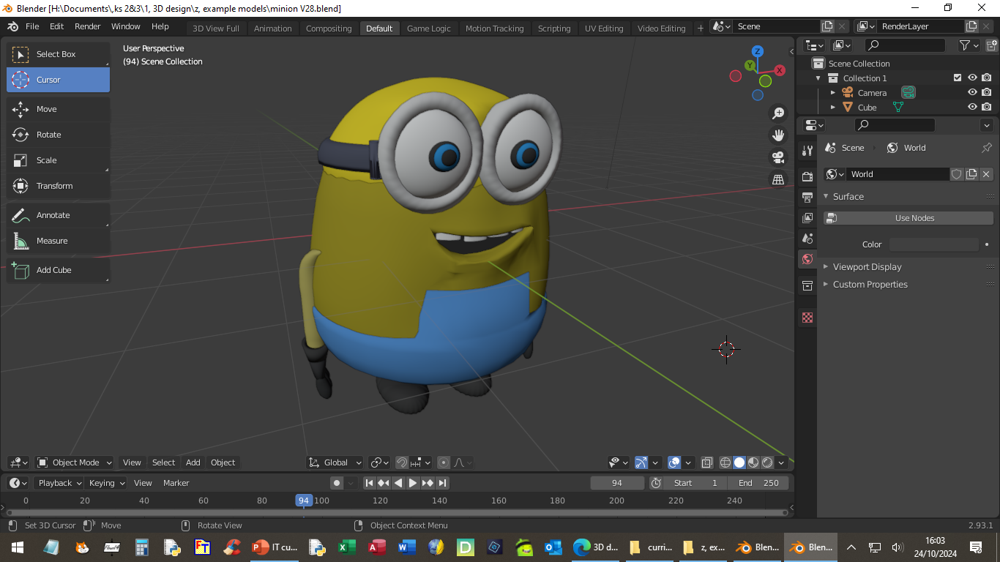 Blender [H:\Documents\,ks 2&3\1, 3D design\z, example models\minion V28.blend]
File Edit Render Window Help 3D View Full Animation Compositing Default Game Logic Motion Tracking Scripting UV Editing Video Editing + Scene RenderLayer
Select Box
Cursor
Move
Rotate
Scale
Transform
Annotate
Measure
Add Cube
User Perspective
(94) Scene Collection
Z
Y
X
Scene Collection
Collection 1
Camera
Cube
Scene World
World
Surface
Use Nodes
Color
Viewport Display
Custom Properties
Object Mode View Select Add Object Global
Playback Keying View Marker 94 Start 1 End 250
0 20 40 60 80 94 100 120 140 160 180 200 220 240
Set 3D Cursor Move Rotate View Object Context Menu 2.93.1
IT cu... 3D d... curri... z, ex... Blen... Blen... 16:03
24/10/2024